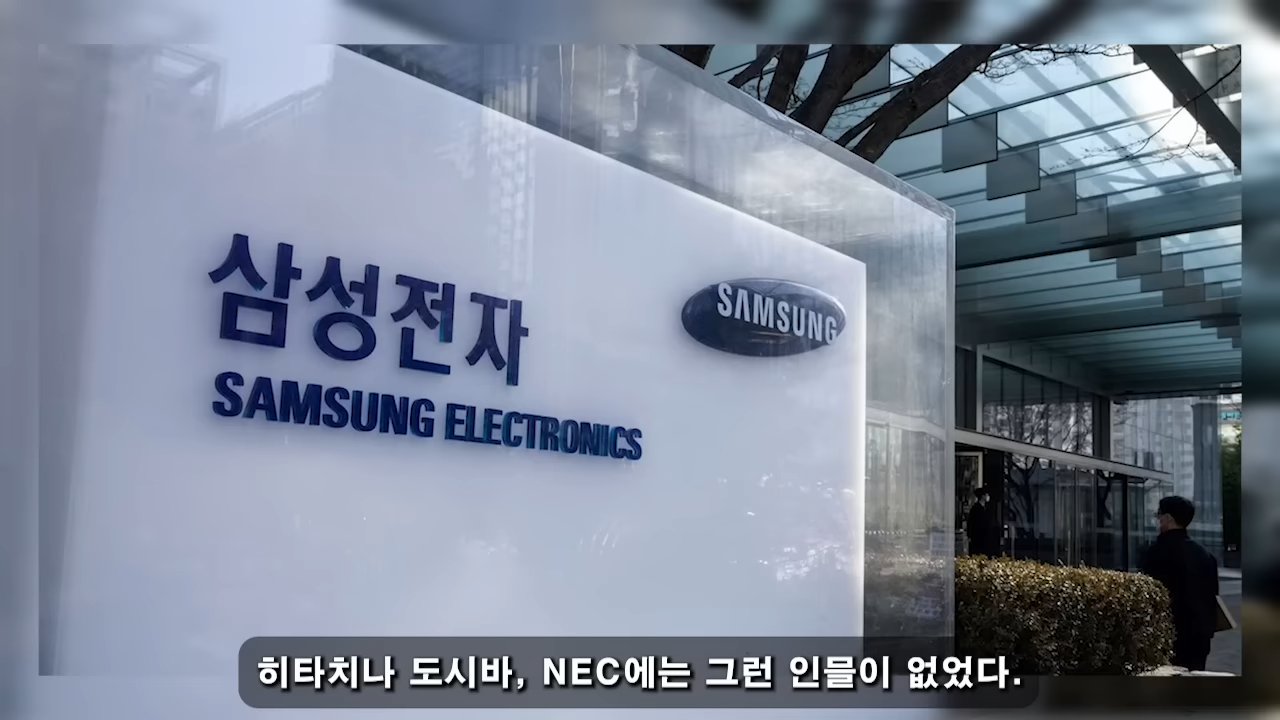 삼성전자
SAMSUNG
SAMSUNG ELECTRONICS
히타치나 도시바, NEC에는 그런 인물이 없었다.